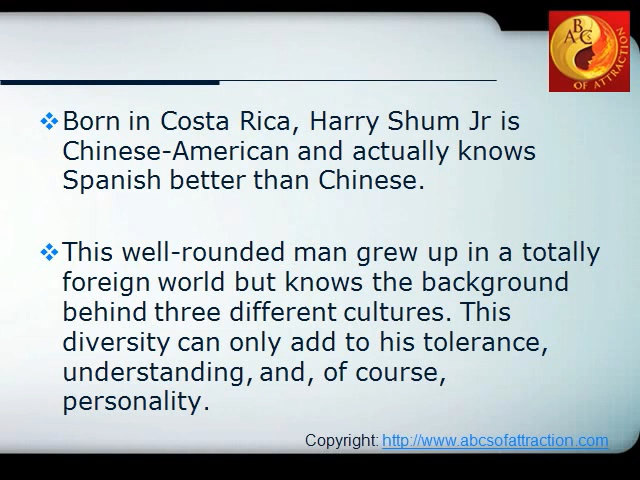 ABCs
OF ATTRACTION
Born in Costa Rica, Harry Shum Jr is
Chinese-American and actually knows
Spanish better than Chinese.
This well-rounded man grew up in a totally
foreign world but knows the background
behind three different cultures. This
diversity can only add to his tolerance,
understanding, and, of course,
personality.
Copyright: http://www.abcsofattraction.com